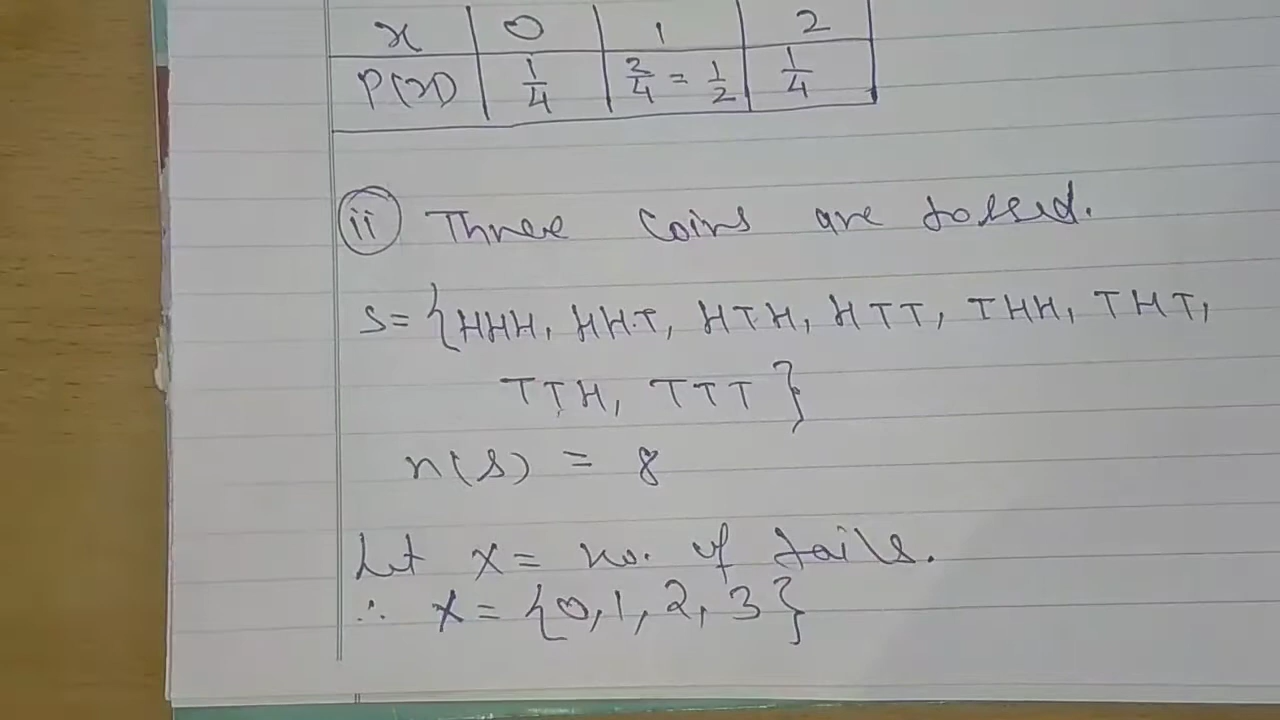 x 0 1 2
P(x) 1/4 2/4 = 1/2 1/4
ii Three coins are tossed.
S = {HHH, HHT, HTH, HTT, THH, THT,
TTH, TTT}
n(S) = 8
Let X = no. of tails.
∴ X = {0, 1, 2, 3}